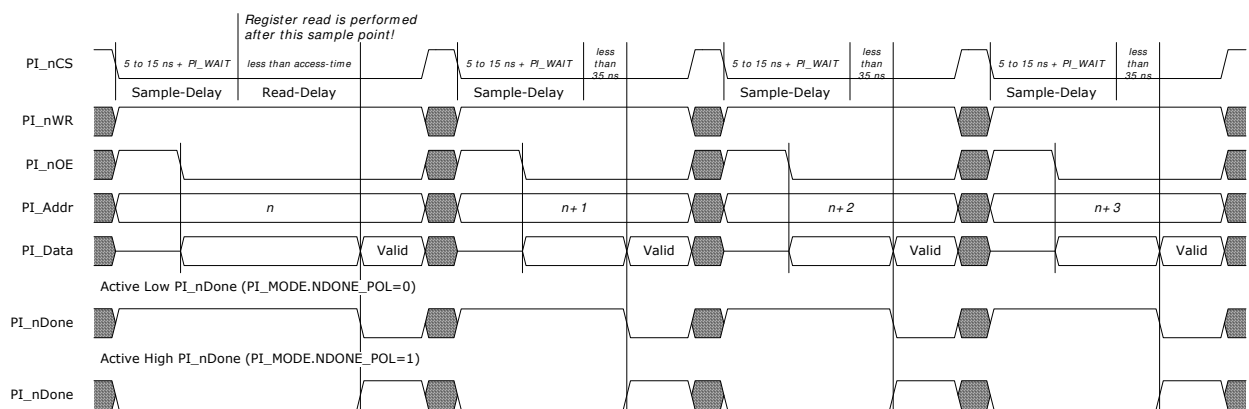 Register read is performed
after this sample point!
PI_nCS
5 to 15 ns + PI_WAIT
less than access-time
5 to 15 ns + PI_WAIT
less
than
35 ns
5 to 15 ns + PI_WAIT
less
than
35 ns
5 to 15 ns + PI_WAIT
less
than
35 ns
Sample-Delay
Read-Delay
Sample-Delay
Sample-Delay
Sample-Delay
PI_nWR
PI_nOE
PI_Addr
n
n+1
n+2
n+3
PI_Data
Valid
Valid
Valid
Valid
Active Low PI_nDone (PI_MODE.NDONE_POL=0)
PI_nDone
Active High PI_nDone (PI_MODE.NDONE_POL=1)
PI_nDone